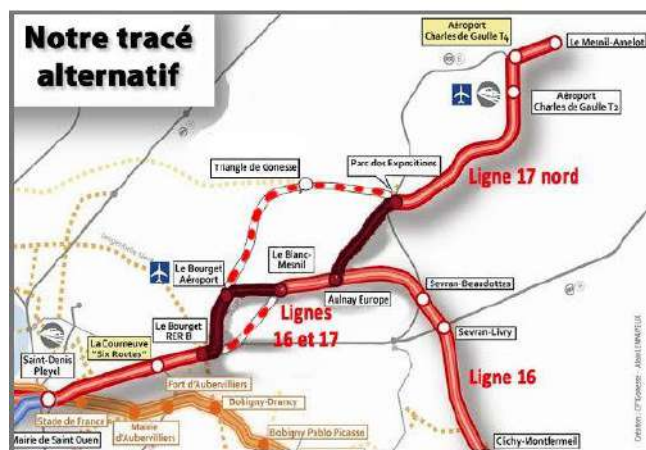 Notre tracé
alternatif
Aéroport
Charles de Gaulle T4
Le Mesnil-Amelot
Aéroport
Charles de Gaulle T2
Triangle de Gonesse
Parc des Expositions
Ligne 17 nord
Le Bourget
Aéroport
Le Blanc-
Mesnil
Aulnay Europe
Sevran-Beaudottes
Lignes
16 et 17
Sevran-Livry
Le Bourget
RER B
La Courneuve
"Six Routes"
Saint-Denis
Pleyel
Ligne 16
Fort d'Aubervilliers
Stade de France
Mairie
d'Aubervilliers
Bobigny-Drancy
Bobigny Pablo Picasso
Mairie de Saint Ouen
Clichy-Montfermeil